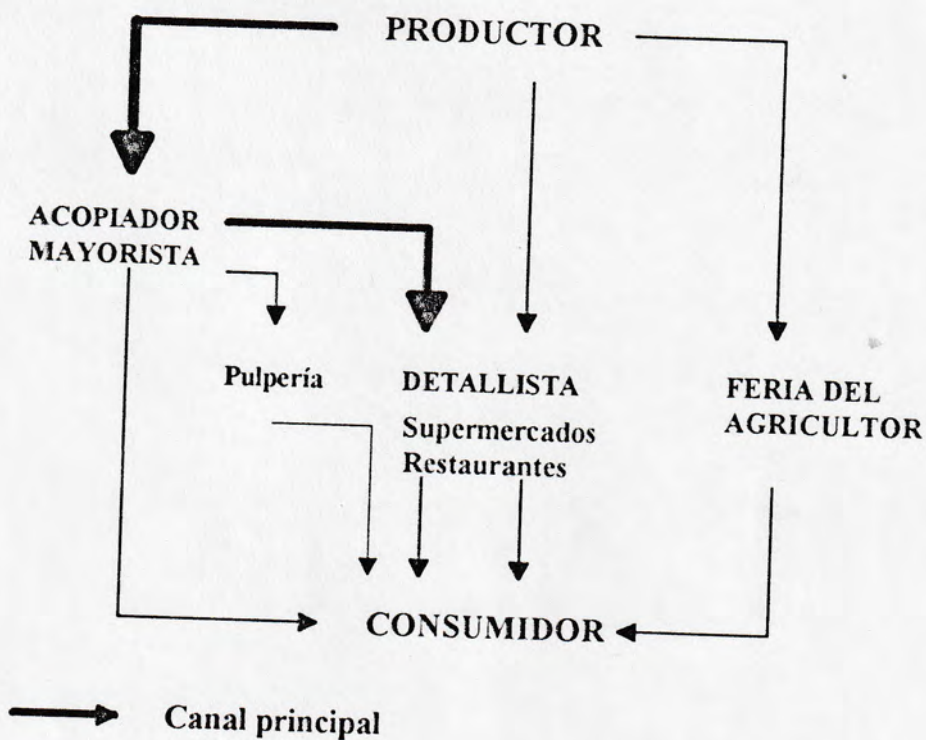 PRODUCTOR
ACOPIADOR
MAYORISTA
Pulpería
DETALLISTA
Supermercados
Restaurantes
FERIA DEL
AGRICULTOR
CONSUMIDOR
Canal principal